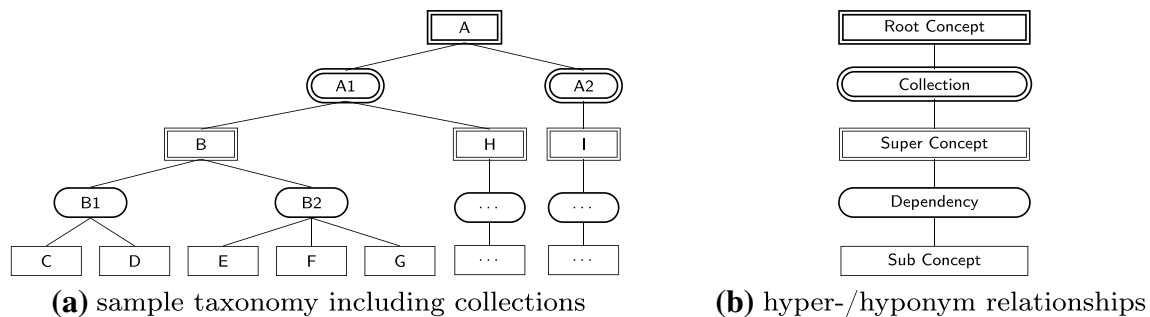 A
A1
A2
B
H
I
B1
B2
···
···
C
D
E
F
G
···
···
(a) sample taxonomy including collections
Root Concept
Collection
Super Concept
Dependency
Sub Concept
(b) hyper-/hyponym relationships